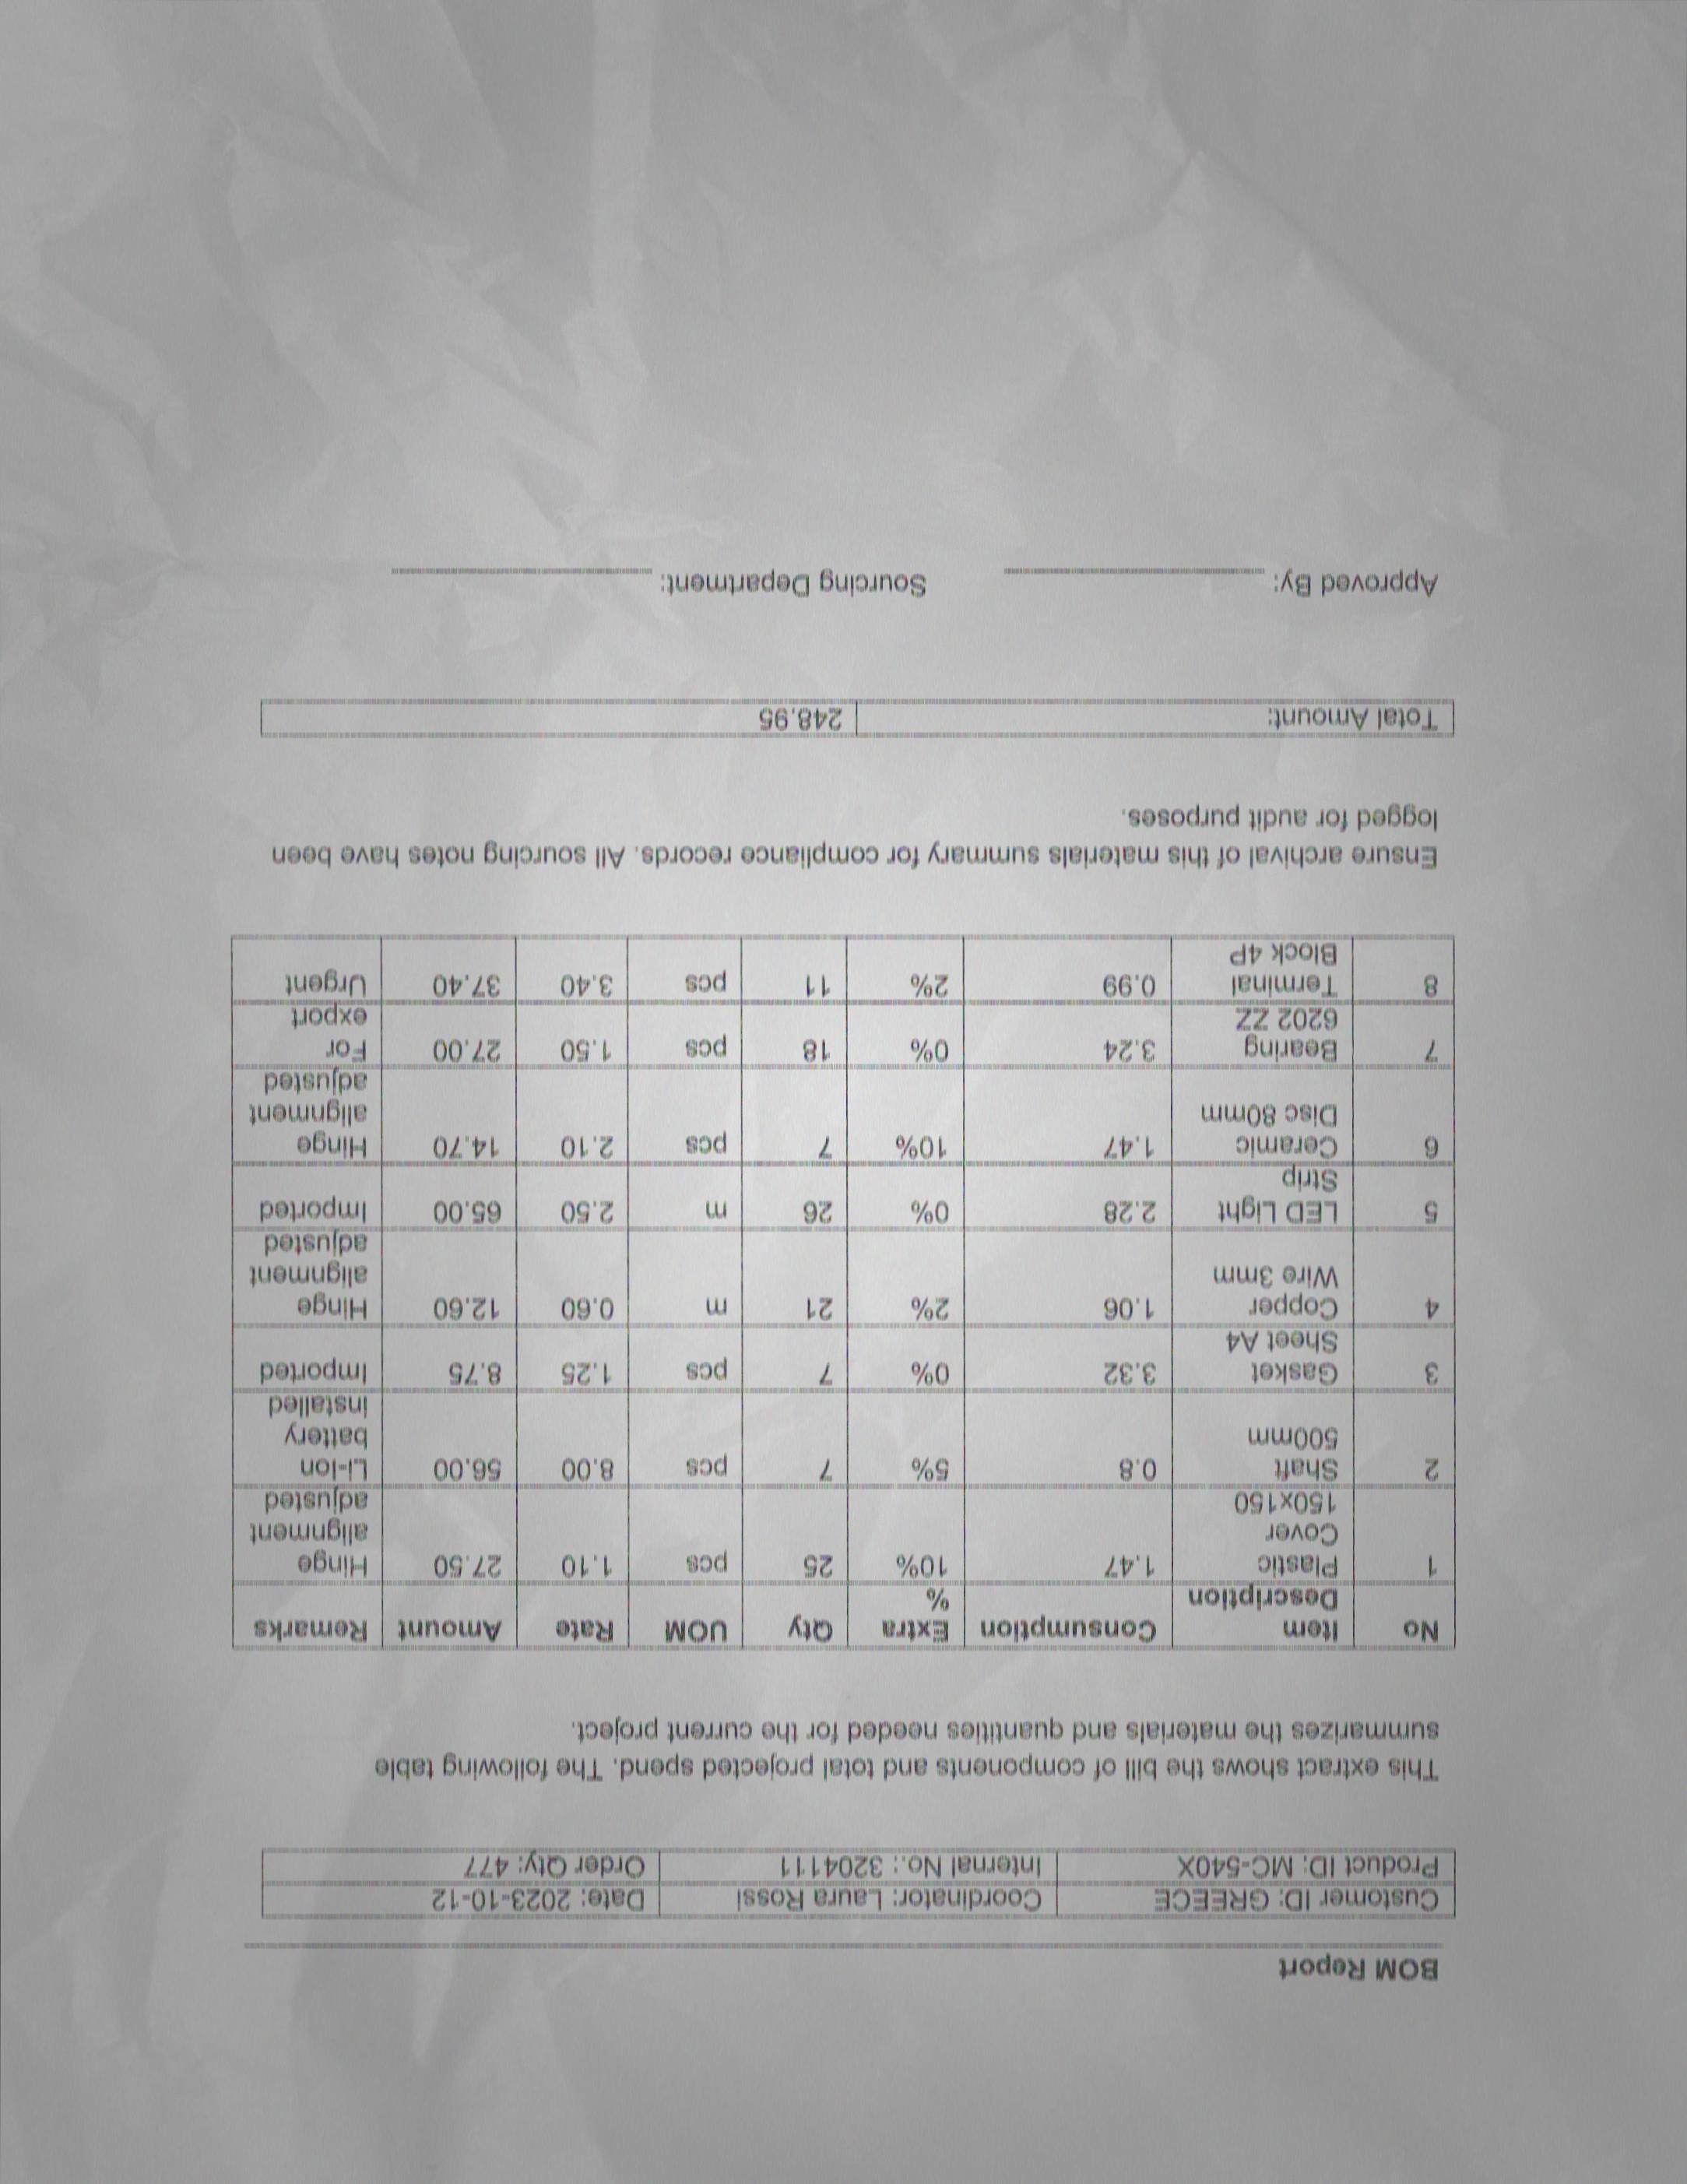 BOM Report
Customer ID: GREECE Coordinator: Laura Rossi Date: 2023-10-12
Product ID: MC-540X Internal No.: 3204111 Order Qty: 477
This extract shows the bill of components and total projected spend. The following table
summarizes the materials and quantities needed for the current project.
No Item Description Consumption Extra % Qty UOM Rate Amount Remarks
1 Plastic Cover 150x150 1.47 10% 25 pcs 1.10 27.50 Hinge alignment adjusted
2 Shaft 500mm 0.8 5% 7 pcs 8.00 56.00 Li-Ion battery installed
3 Gasket Sheet A4 3.32 0% 7 pcs 1.25 8.75 Imported
4 Copper Wire 3mm 1.06 2% 21 m 0.60 12.60 Hinge alignment adjusted
5 LED Light Strip 2.28 0% 26 m 2.50 65.00 Imported
6 Ceramic Disc 80mm 1.47 10% 7 pcs 2.10 14.70 Hinge alignment adjusted
7 Bearing 6202 ZZ 3.24 0% 18 pcs 1.50 27.00 For export
8 Terminal Block 4P 0.99 2% 11 pcs 3.40 37.40 Urgent
Ensure archival of this materials summary for compliance records. All sourcing notes have been
logged for audit purposes.
Total Amount: 248.95
Approved By: ____________________ Sourcing Department: ____________________